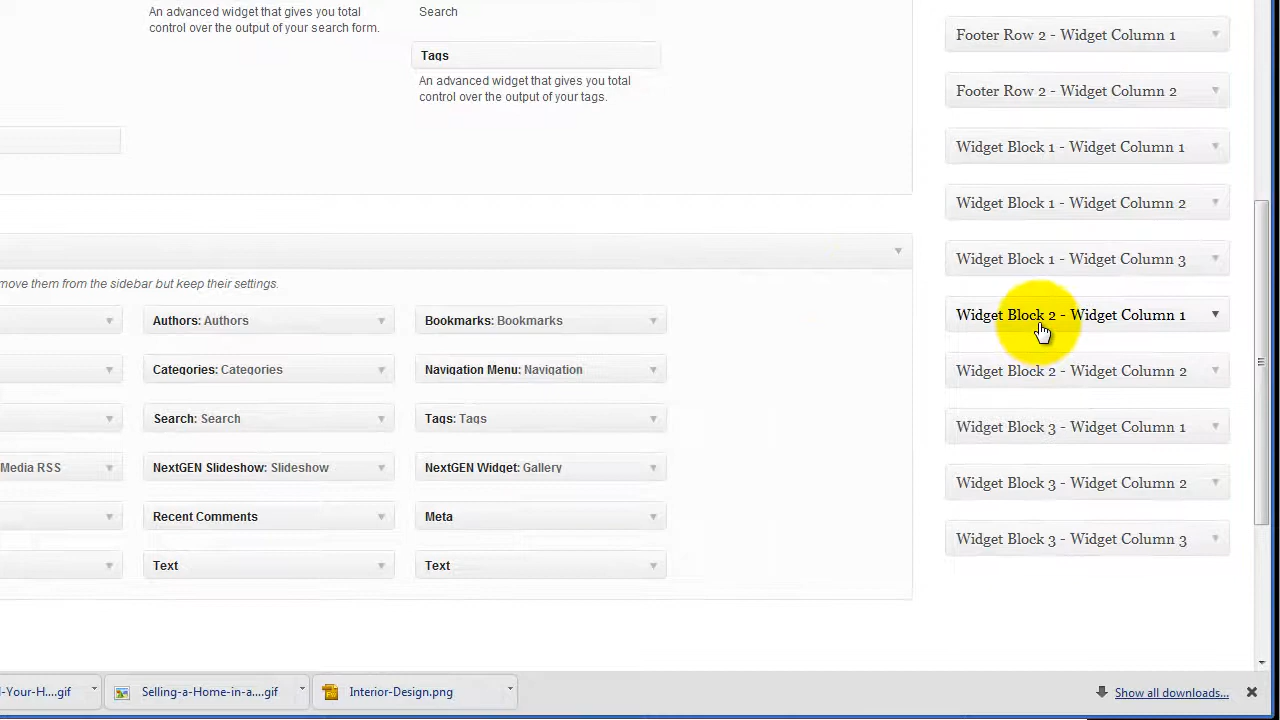 An advanced widget that gives you total
control over the output of your search form.
Search
Tags
An advanced widget that gives you total
control over the output of your tags.
move them from the sidebar but keep their settings.
Authors: Authors
Bookmarks: Bookmarks
Categories: Categories
Navigation Menu: Navigation
Search: Search
Tags: Tags
Media RSS
NextGEN Slideshow: Slideshow
NextGEN Widget: Gallery
Recent Comments
Meta
Text
Text
Footer Row 2 - Widget Column 1
Footer Row 2 - Widget Column 2
Widget Block 1 - Widget Column 1
Widget Block 1 - Widget Column 2
Widget Block 1 - Widget Column 3
Widget Block 2 - Widget Column 1
Widget Block 2 - Widget Column 2
Widget Block 3 - Widget Column 1
Widget Block 3 - Widget Column 2
Widget Block 3 - Widget Column 3
l-Your-H....gif
Selling-a-Home-in-a....gif
Interior-Design.png
Show all downloads...